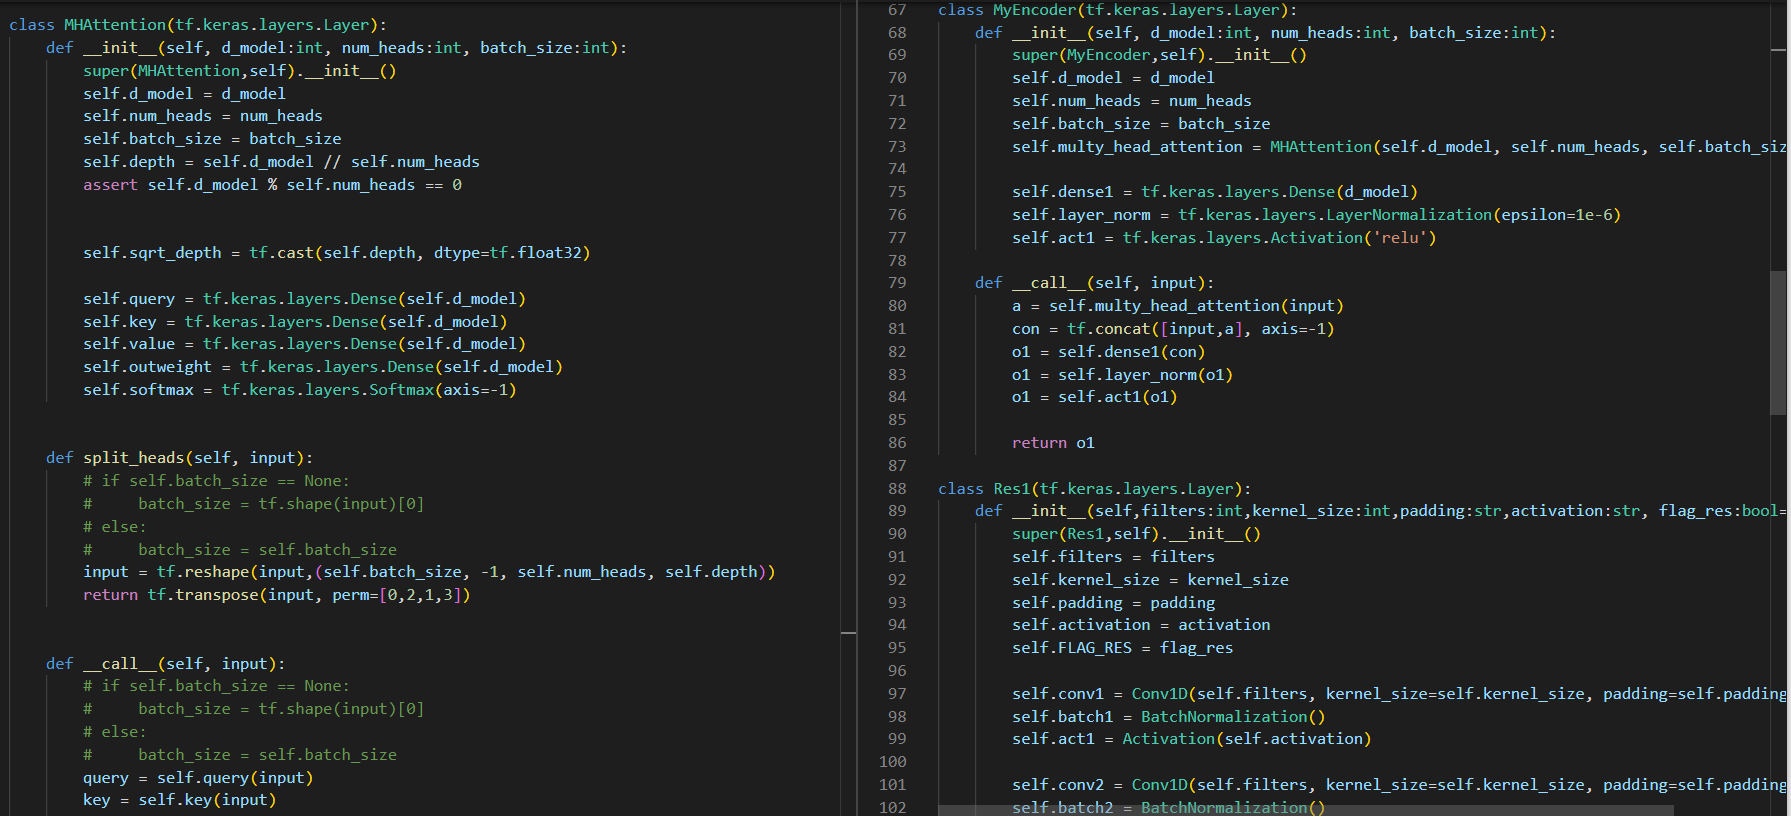 class MHAttention(tf.keras.layers.Layer):
def __init__(self, d_model:int, num_heads:int, batch_size:int):
super(MHAttention,self).__init__()
self.d_model = d_model
self.num_heads = num_heads
self.batch_size = batch_size
self.depth = self.d_model // self.num_heads
assert self.d_model % self.num_heads == 0
self.sqrt_depth = tf.cast(self.depth, dtype=tf.float32)
self.query = tf.keras.layers.Dense(self.d_model)
self.key = tf.keras.layers.Dense(self.d_model)
self.value = tf.keras.layers.Dense(self.d_model)
self.outweight = tf.keras.layers.Dense(self.d_model)
self.softmax = tf.keras.layers.Softmax(axis=-1)
def split_heads(self, input):
# if self.batch_size == None:
#     batch_size = tf.shape(input)[0]
# else:
#     batch_size = self.batch_size
input = tf.reshape(input,(self.batch_size, -1, self.num_heads, self.depth))
return tf.transpose(input, perm=[0,2,1,3])
def __call__(self, input):
# if self.batch_size == None:
#     batch_size = tf.shape(input)[0]
# else:
#     batch_size = self.batch_size
query = self.query(input)
key = self.key(input)
67 class MyEncoder(tf.keras.layers.Layer):
68 def __init__(self, d_model:int, num_heads:int, batch_size:int):
69 super(MyEncoder,self).__init__()
70 self.d_model = d_model
71 self.num_heads = num_heads
72 self.batch_size = batch_size
73 self.multy_head_attention = MHAttention(self.d_model, self.num_heads, self.batch_siz
74
75 self.dense1 = tf.keras.layers.Dense(d_model)
76 self.layer_norm = tf.keras.layers.LayerNormalization(epsilon=1e-6)
77 self.act1 = tf.keras.layers.Activation('relu')
78
79 def __call__(self, input):
80 a = self.multy_head_attention(input)
81 con = tf.concat([input,a], axis=-1)
82 o1 = self.dense1(con)
83 o1 = self.layer_norm(o1)
84 o1 = self.act1(o1)
85
86 return o1
87
88 class Res1(tf.keras.layers.Layer):
89 def __init__(self,filters:int,kernel_size:int,padding:str,activation:str, flag_res:bool=
90 super(Res1,self).__init__()
91 self.filters = filters
92 self.kernel_size = kernel_size
93 self.padding = padding
94 self.activation = activation
95 self.FLAG_RES = flag_res
96
97 self.conv1 = Conv1D(self.filters, kernel_size=self.kernel_size, padding=self.padding
98 self.batch1 = BatchNormalization()
99 self.act1 = Activation(self.activation)
100
101 self.conv2 = Conv1D(self.filters, kernel_size=self.kernel_size, padding=self.padding
102 self.batch2 = BatchNormalization()